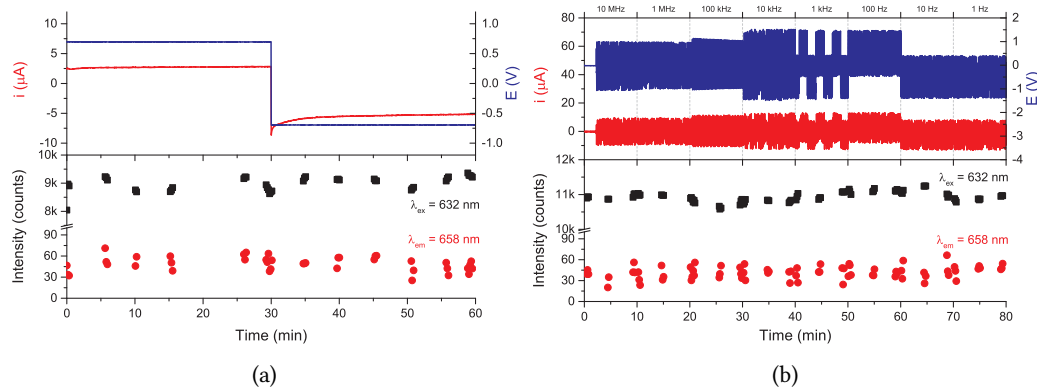 10 MHz 1 MHz 100 kHz 10 kHz 1 kHz 100 Hz 10 Hz 1 Hz
i (µA)
10
5
0
-5
-10
E (V)
1.0
0.5
0.0
-0.5
-1.0
Intensity (counts)
10k
9k
8k
90
60
30
0
λex = 632 nm
λem = 658 nm
0 10 20 30 40 50 60
Time (min)
(a)
i (µA)
80
60
40
20
0
E (V)
2
1
0
-1
-2
-3
-4
Intensity (counts)
12k
11k
10k
90
60
30
0
λex = 632 nm
λem = 658 nm
0 10 20 30 40 50 60 70 80
Time (min)
(b)